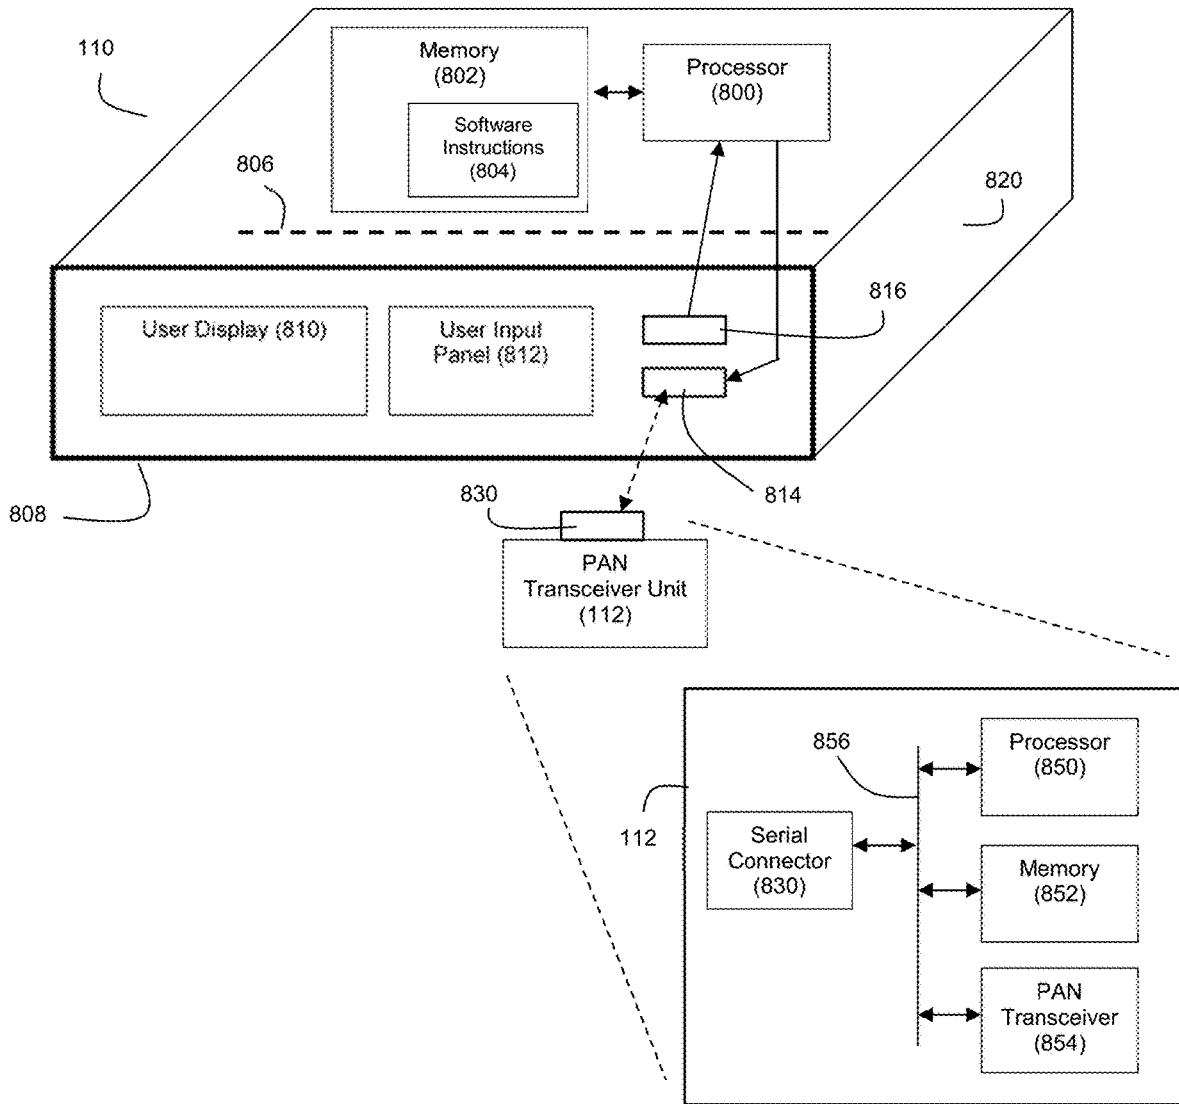 110
Memory
(802)
Processor
(800)
Software
Instructions
(804)
806
820
816
User Display (810)
User Input
Panel (812)
814
808
830
PAN
Transceiver Unit
(112)
856
Processor
(850)
112
Serial
Connector
(830)
Memory
(852)
PAN
Transceiver
(854)